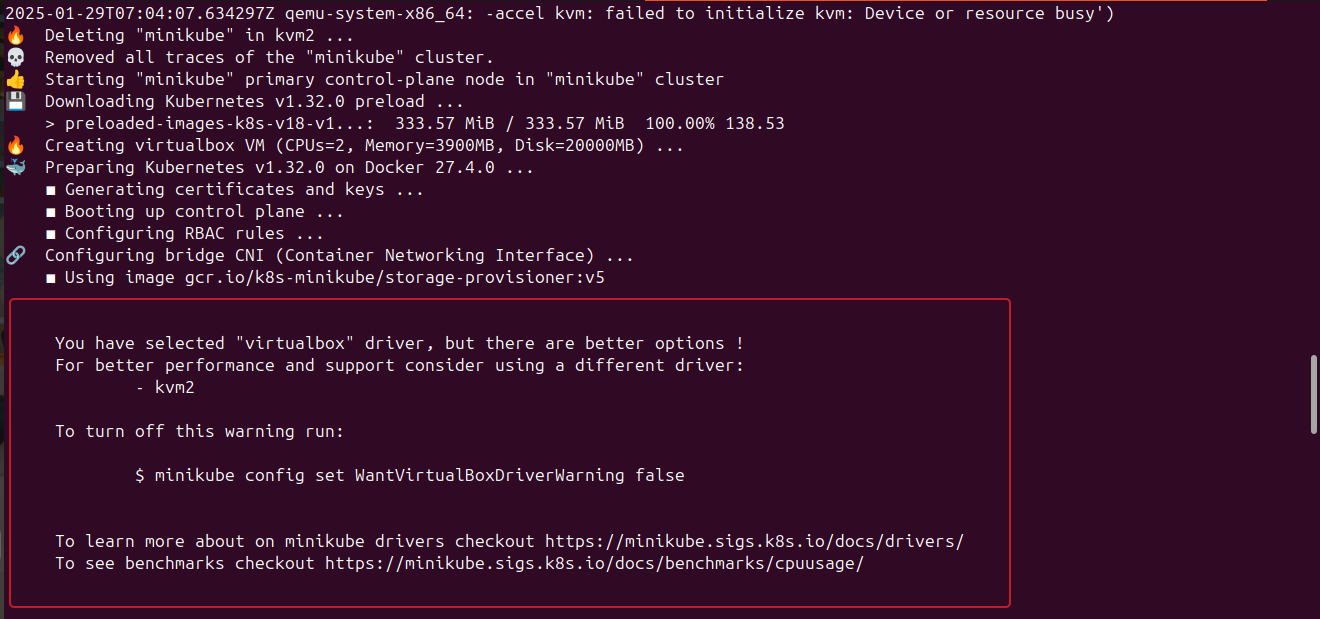 2025-01-29T07:04:07.634297Z qemu-system-x86_64: -accel kvm: failed to initialize kvm: Device or resource busy')
🔥 Deleting "minikube" in kvm2 ...
💀 Removed all traces of the "minikube" cluster.
👍 Starting "minikube" primary control-plane node in "minikube" cluster
💾 Downloading Kubernetes v1.32.0 preload ...
> preloaded-images-k8s-v18-v1...: 333.57 MiB / 333.57 MiB 100.00% 138.53
🔥 Creating virtualbox VM (CPUs=2, Memory=3900MB, Disk=20000MB) ...
🐳 Preparing Kubernetes v1.32.0 on Docker 27.4.0 ...
■ Generating certificates and keys ...
■ Booting up control plane ...
■ Configuring RBAC rules ...
🔗 Configuring bridge CNI (Container Networking Interface) ...
■ Using image gcr.io/k8s-minikube/storage-provisioner:v5
You have selected "virtualbox" driver, but there are better options !
For better performance and support consider using a different driver:
- kvm2
To turn off this warning run:
$ minikube config set WantVirtualBoxDriverWarning false
To learn more about on minikube drivers checkout https://minikube.sigs.k8s.io/docs/drivers/
To see benchmarks checkout https://minikube.sigs.k8s.io/docs/benchmarks/cpuusage/